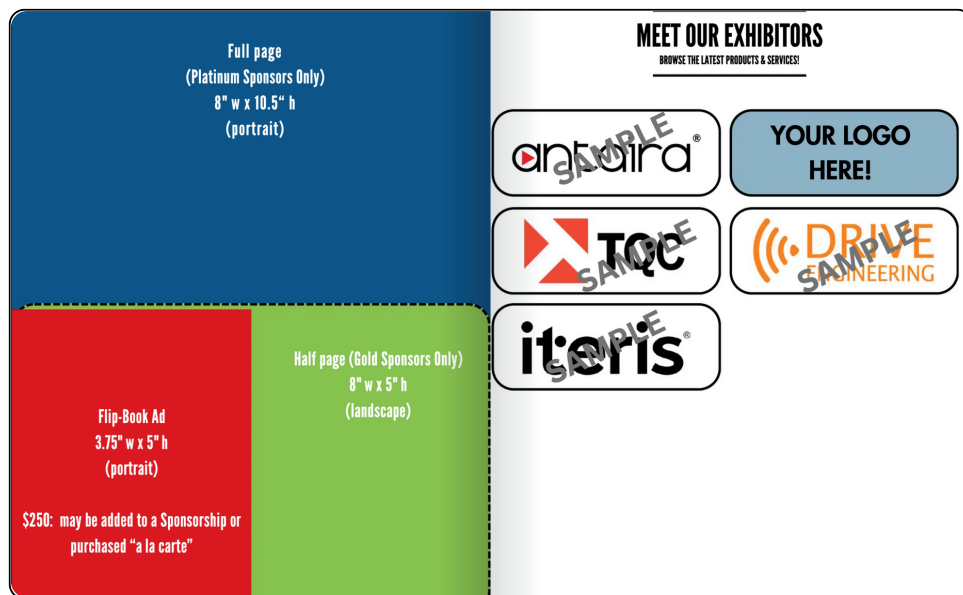 Full page
(Platinum Sponsors Only)
8" w x 10.5“ h
(portrait)
Half page (Gold Sponsors Only)
8" w x 5" h
(landscape)
Flip-Book Ad
3.75" w x 5" h
(portrait)
$250:  may be added to a Sponsorship or
purchased “a la carte”
MEET OUR EXHIBITORS
BROWSE THE LATEST PRODUCTS & SERVICES!
antaira®
SAMPLE
YOUR LOGO
HERE!
TQC
SAMPLE
DRIVE
ENGINEERING
SAMPLE
iteris®
SAMPLE